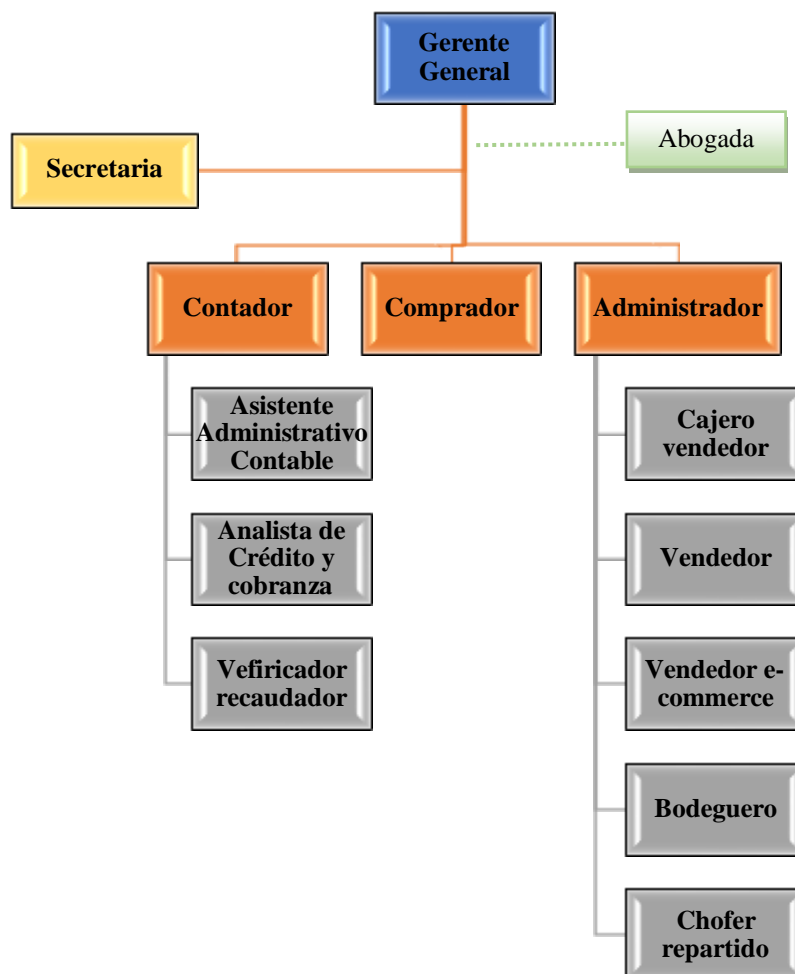 Gerente
General
Abogada
Secretaria
Contador
Comprador
Administrador
Asistente
Administrativo
Contable
Analista de
Crédito y
cobranza
Vefiricador
recaudador
Cajero
vendedor
Vendedor
Vendedor e-
commerce
Bodeguero
Chofer
repartido